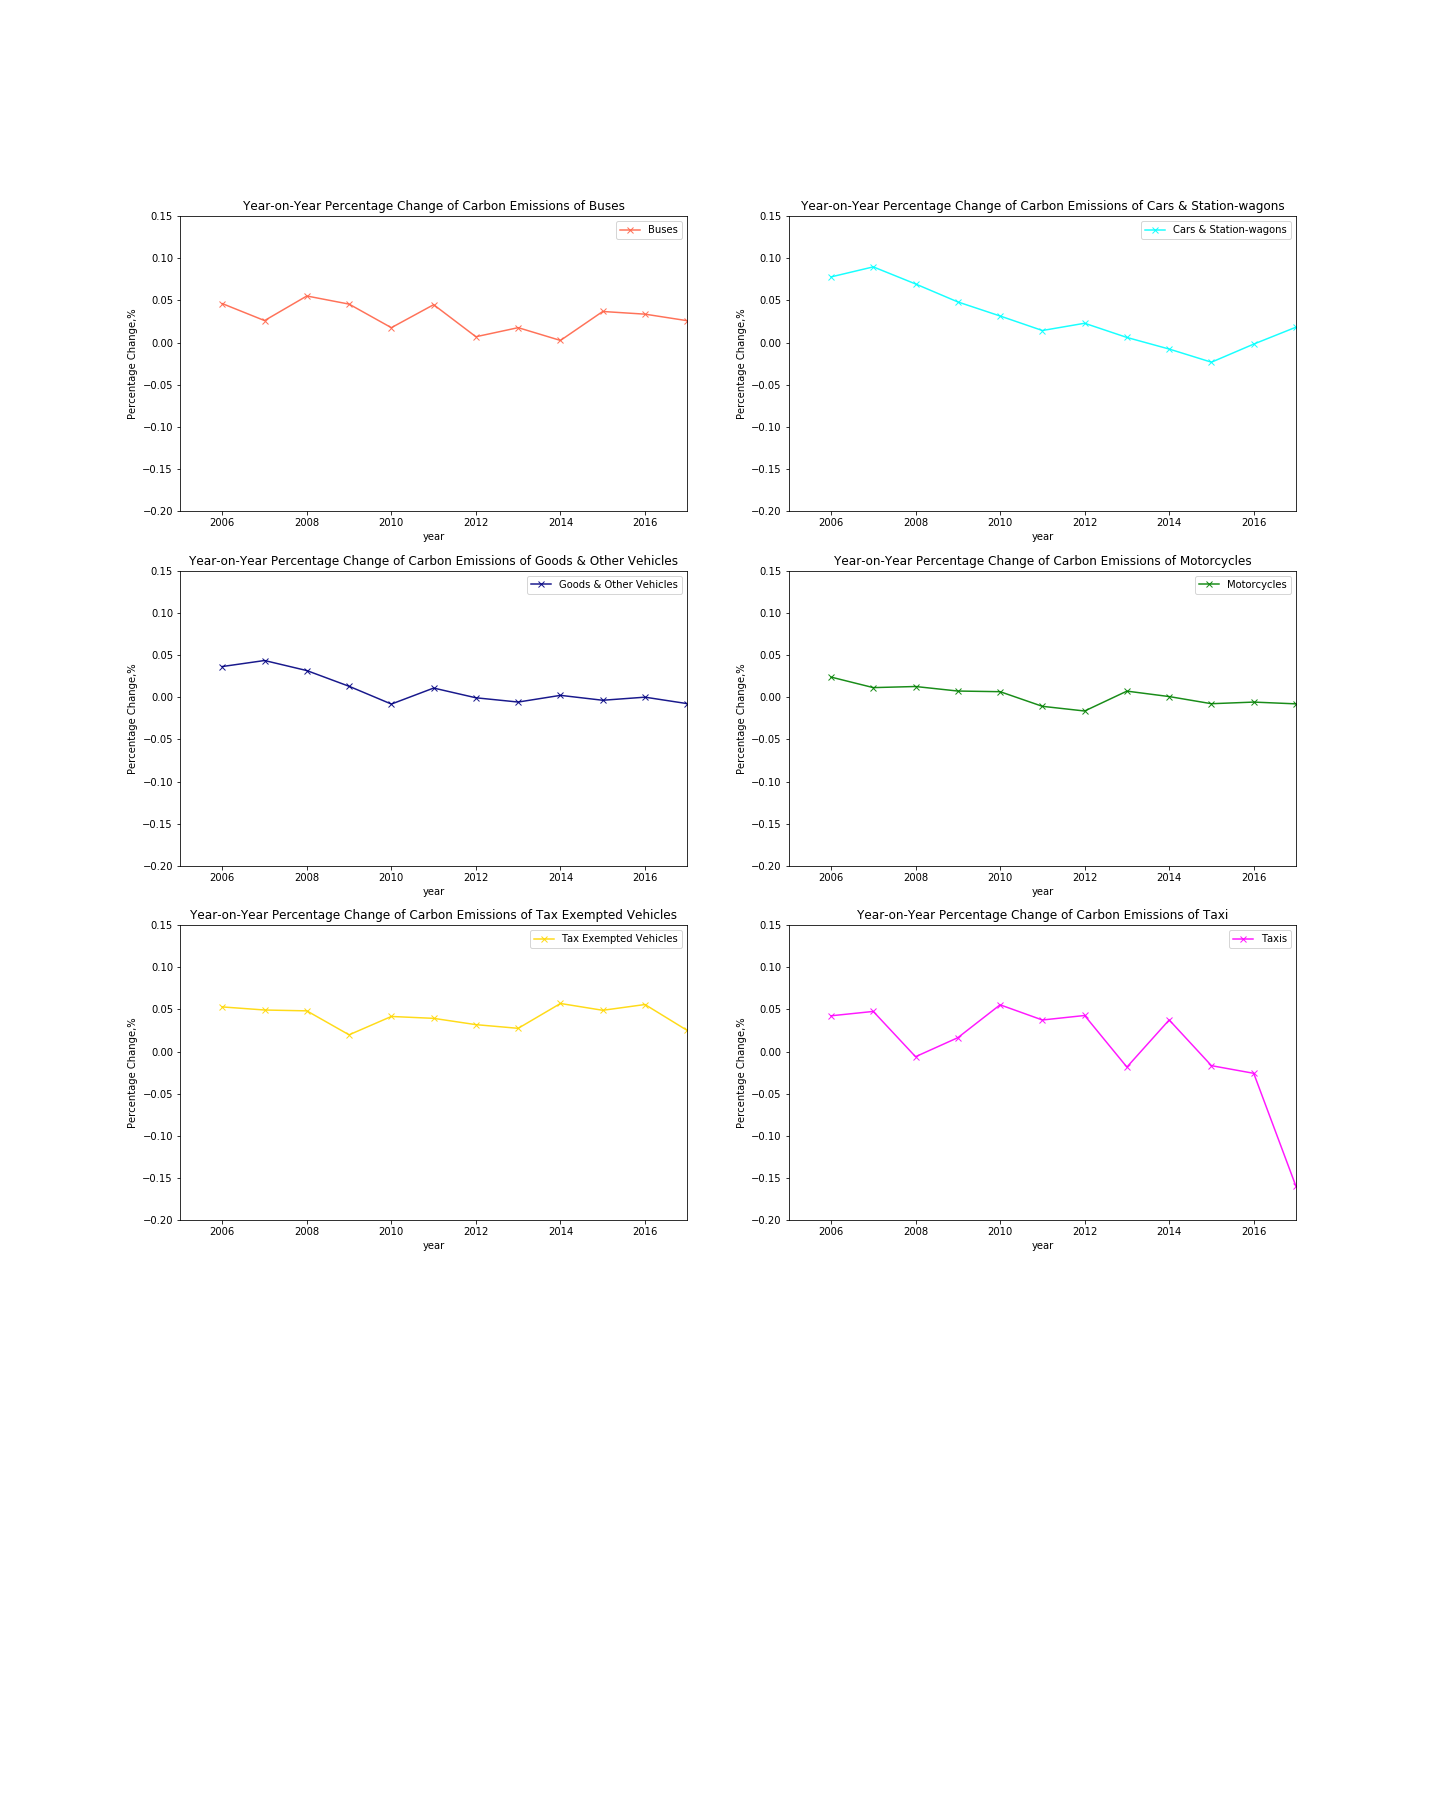 Year-on-Year Percentage Change of Carbon Emissions of Buses
0.15
0.10
0.05
0.00
−0.05
−0.10
−0.15
−0.20
Percentage Change,%
Buses
2006 2008 2010 2012 2014 2016
year
Year-on-Year Percentage Change of Carbon Emissions of Cars & Station-wagons
0.15
0.10
0.05
0.00
−0.05
−0.10
−0.15
−0.20
Percentage Change,%
Cars & Station-wagons
2006 2008 2010 2012 2014 2016
year
Year-on-Year Percentage Change of Carbon Emissions of Goods & Other Vehicles
0.15
0.10
0.05
0.00
−0.05
−0.10
−0.15
−0.20
Percentage Change,%
Goods & Other Vehicles
2006 2008 2010 2012 2014 2016
year
Year-on-Year Percentage Change of Carbon Emissions of Motorcycles
0.15
0.10
0.05
0.00
−0.05
−0.10
−0.15
−0.20
Percentage Change,%
Motorcycles
2006 2008 2010 2012 2014 2016
year
Year-on-Year Percentage Change of Carbon Emissions of Tax Exempted Vehicles
0.15
0.10
0.05
0.00
−0.05
−0.10
−0.15
−0.20
Percentage Change,%
Tax Exempted Vehicles
2006 2008 2010 2012 2014 2016
year
Year-on-Year Percentage Change of Carbon Emissions of Taxi
0.15
0.10
0.05
0.00
−0.05
−0.10
−0.15
−0.20
Percentage Change,%
Taxis
2006 2008 2010 2012 2014 2016
year